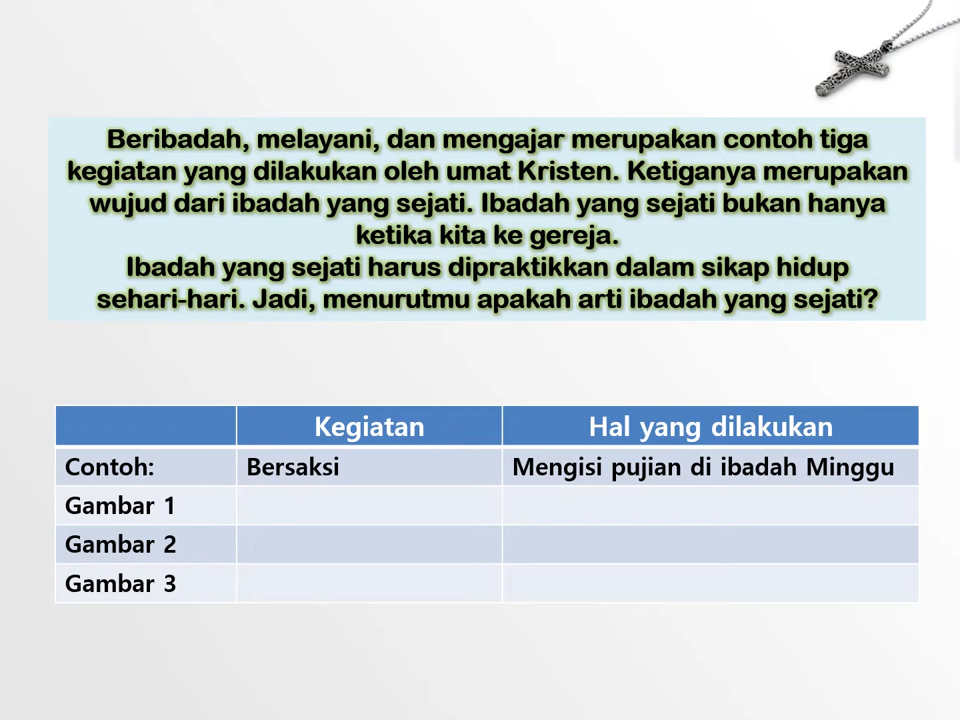 Beribadah, melayani, dan mengajar merupakan contoh tiga
kegiatan yang dilakukan oleh umat Kristen. Ketiganya merupakan
wujud dari ibadah yang sejati. Ibadah yang sejati bukan hanya
ketika kita ke gereja.
Ibadah yang sejati harus dipraktikkan dalam sikap hidup
sehari-hari. Jadi, menurutmu apakah arti ibadah yang sejati?
Kegiatan Hal yang dilakukan
Contoh: Bersaksi Mengisi pujian di ibadah Minggu
Gambar 1
Gambar 2
Gambar 3